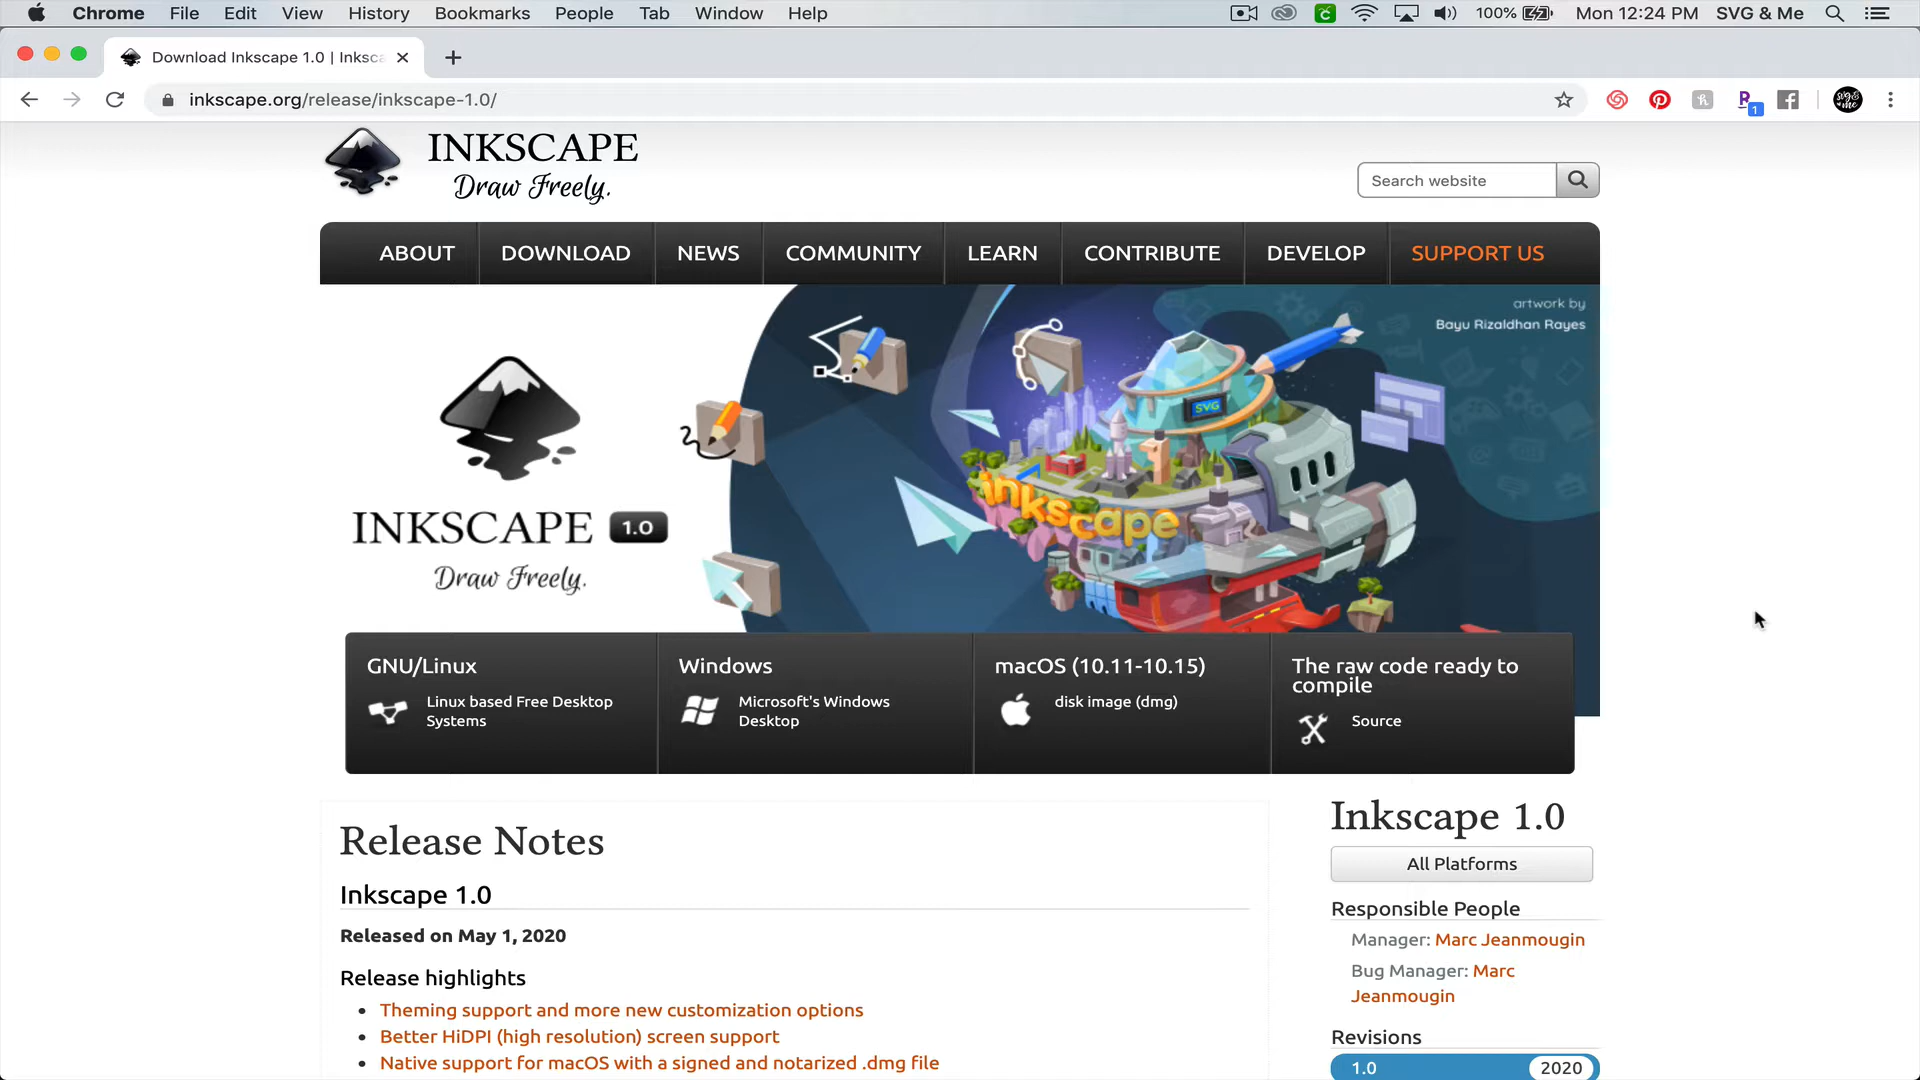 Chrome File Edit View History Bookmarks People Tab Window Help 100% Mon 12:24 PM SVG & Me
Download Inkscape 1.0 | Inksca
inkscape.org/release/inkscape-1.0/
1
INKSCAPE
Draw Freely.
Search website
ABOUT DOWNLOAD NEWS COMMUNITY LEARN CONTRIBUTE DEVELOP SUPPORT US
artwork by
Bayu Rizaldhan Rayes
SVG
inkscape
INKSCAPE 1.0
Draw Freely.
GNU/Linux
Linux based Free Desktop
Systems
Windows
Microsoft's Windows
Desktop
macOS (10.11-10.15)
disk image (dmg)
The raw code ready to
compile
Source
Release Notes
Inkscape 1.0
Released on May 1, 2020
Release highlights
Theming support and more new customization options
Better HiDPI (high resolution) screen support
Native support for macOS with a signed and notarized .dmg file
Inkscape 1.0
All Platforms
Responsible People
Manager: Marc Jeanmougin
Bug Manager: Marc
Jeanmougin
Revisions
1.0 2020